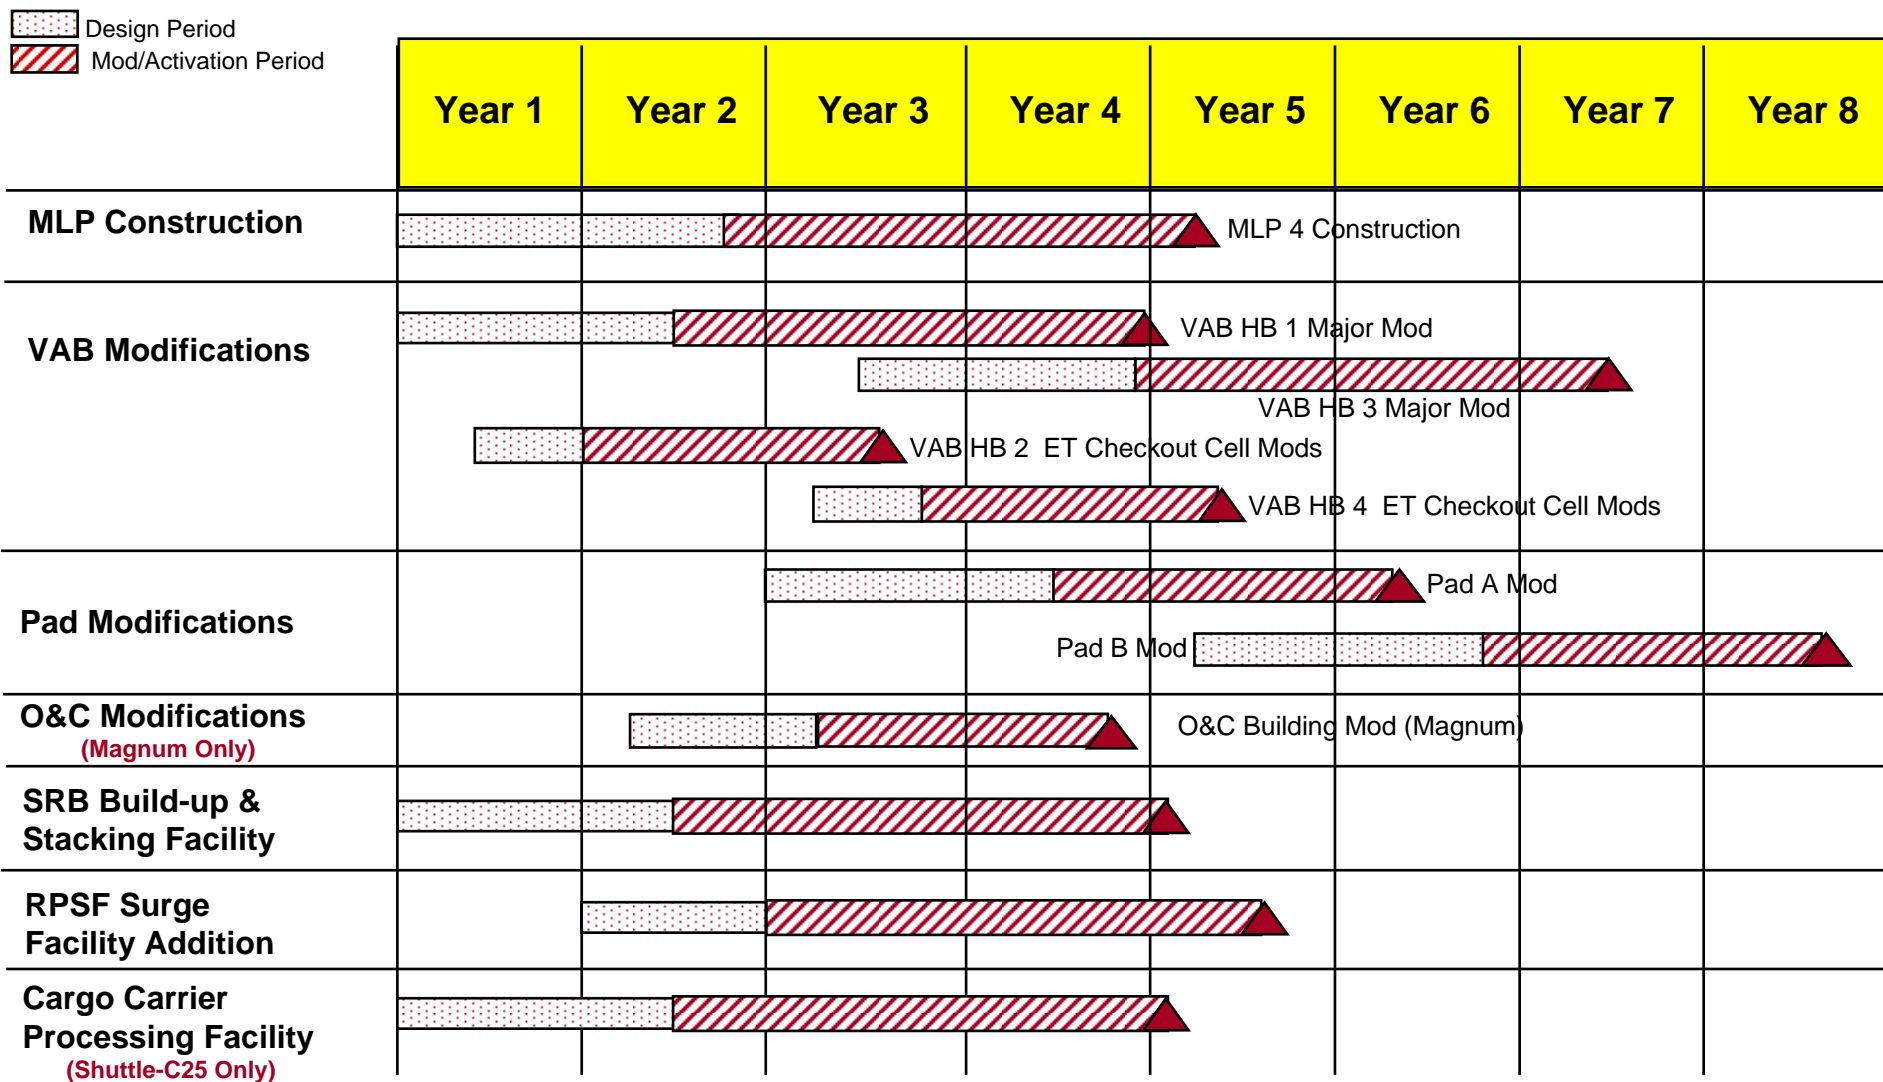 Design Period
Mod/Activation Period
Year 1 Year 2 Year 3 Year 4 Year 5 Year 6 Year 7 Year 8
MLP Construction
MLP 4 Construction
VAB Modifications
VAB HB 1 Major Mod
VAB HB 3 Major Mod
VAB HB 2 ET Checkout Cell Mods
VAB HB 4 ET Checkout Cell Mods
Pad Modifications
Pad A Mod
Pad B Mod
O&C Modifications
(Magnum Only)
O&C Building Mod (Magnum)
SRB Build-up &
Stacking Facility
RPSF Surge
Facility Addition
Cargo Carrier
Processing Facility
(Shuttle-C25 Only)